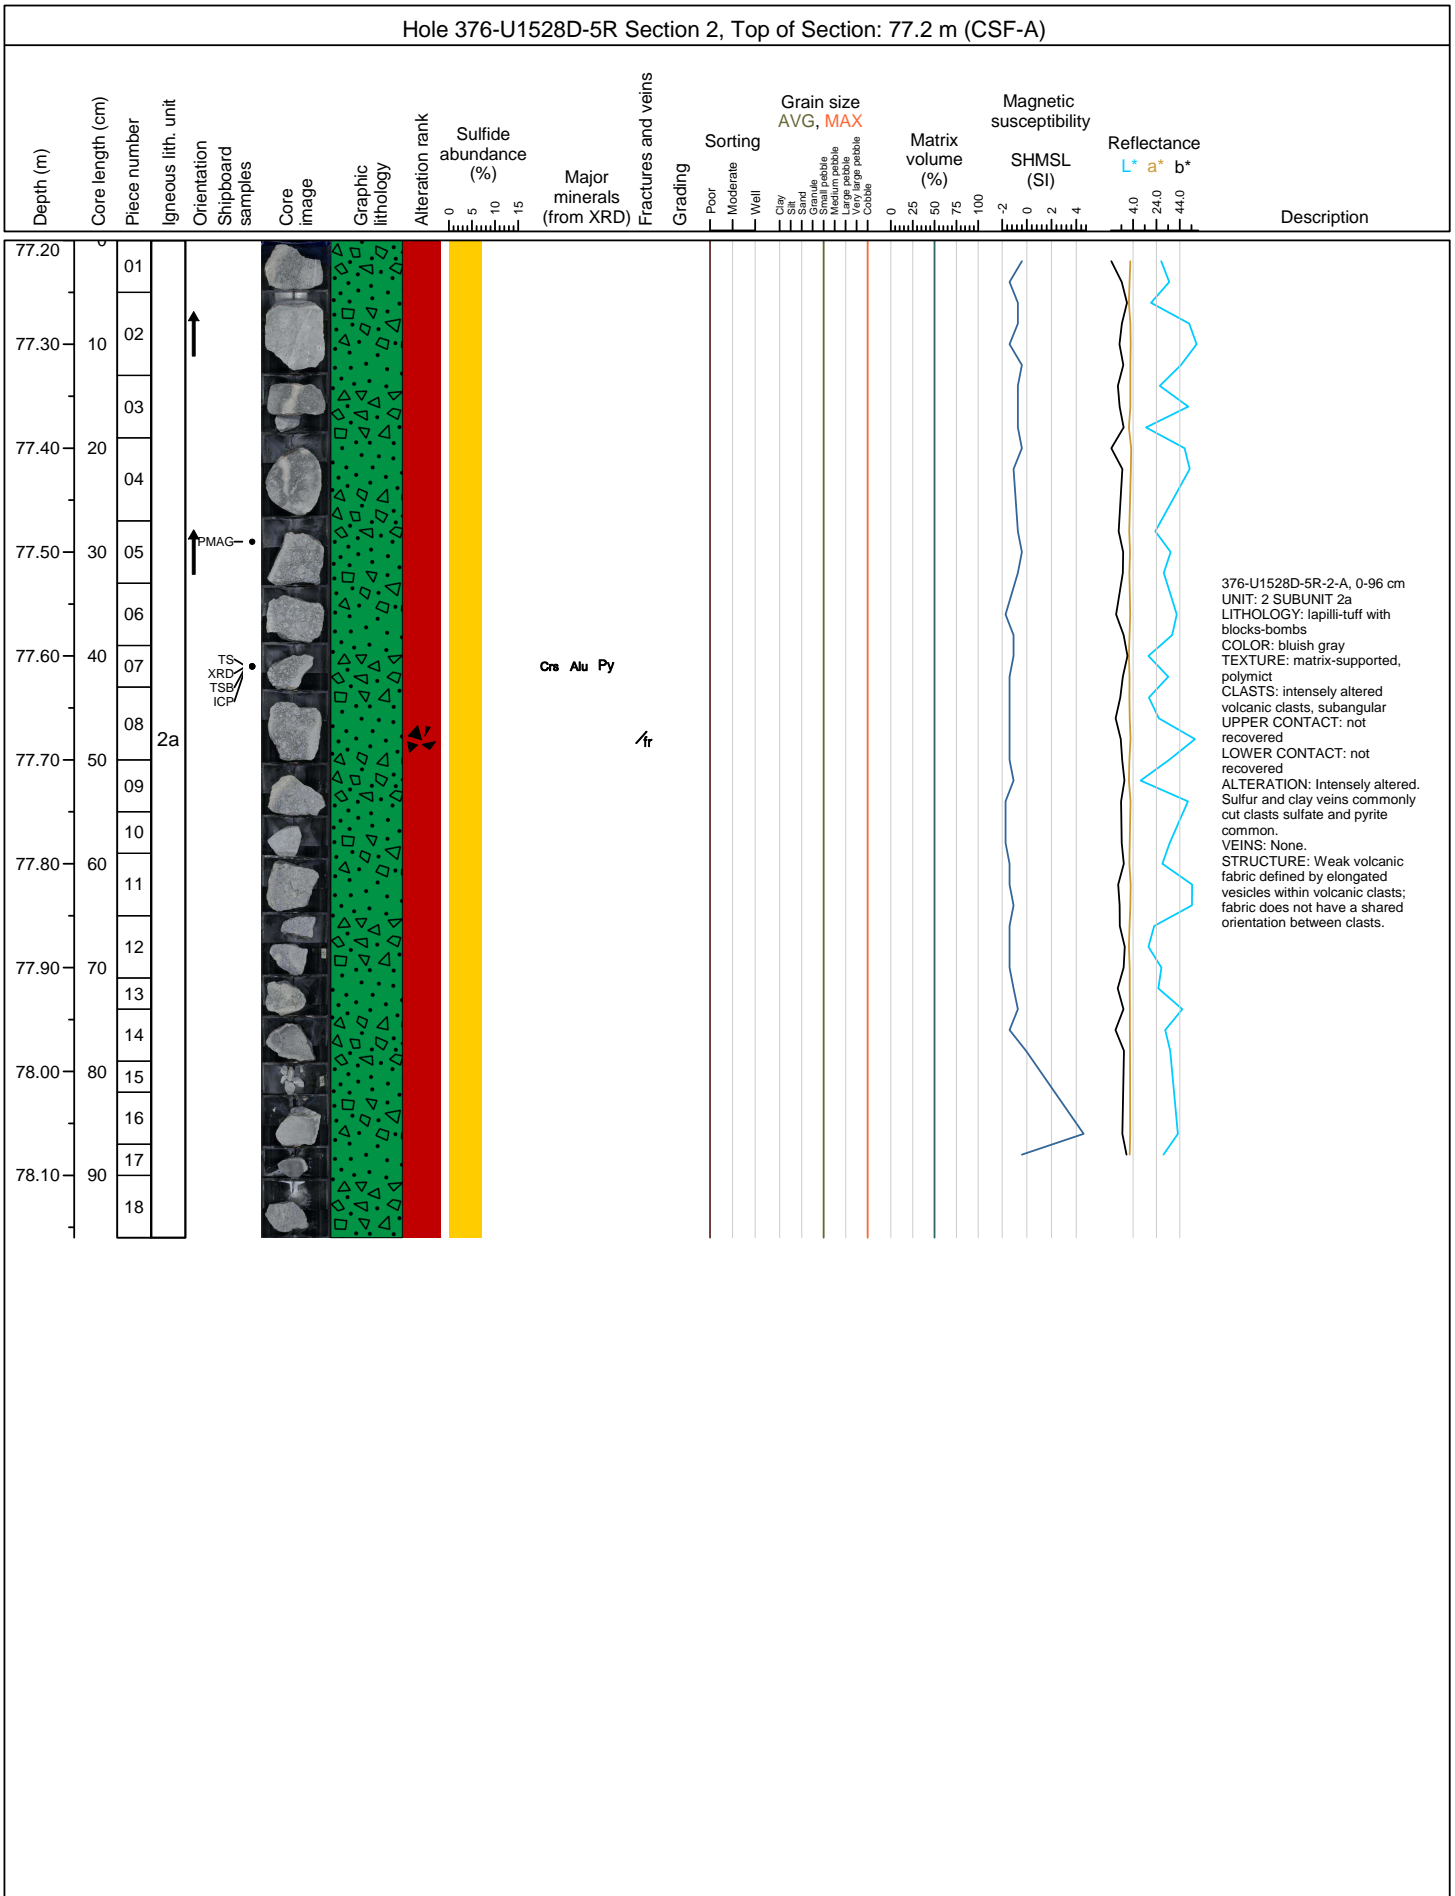 Hole 376-U1528D-5R Section 2, Top of Section: 77.2 m (CSF-A)
Depth (m)
Core length (cm)
Piece number
Igneous lith. unit
Orientation
Shipboard
samples
Core
image
Graphic
lithology
Alteration rank
Sulfide
abundance
(%)
0 5 10 15
Major
minerals
(from XRD)
Fractures and veins
Grading
Sorting
Poor
Moderate
Well
Grain size
AVG, MAX
Clay
Silt
Sand
Granule
Small pebble
Medium pebble
Large pebble
Very large pebble
Cobble
Matrix
volume
(%)
0 25 50 75 100
Magnetic
susceptibility
SHMSL
(SI)
-2 0 2 4
Reflectance
L* a* b*
4.0 24.0 44.0
Description
77.20 0
01
02
77.30 10
03
77.40 20
04
PMAG
77.50 30 05
06
77.60 40 07
TS
XRD
TSB
ICP
Crs Alu Py
08
2a
fr
77.70 50
09
10
77.80 60
11
12
77.90 70
13
14
78.00 80 15
16
17
78.10 90
18
376-U1528D-5R-2-A, 0-96 cm
UNIT: 2 SUBUNIT 2a
LITHOLOGY: lapilli-tuff with
blocks-bombs
COLOR: bluish gray
TEXTURE: matrix-supported,
polymict
CLASTS: intensely altered
volcanic clasts, subangular
UPPER CONTACT: not
recovered
LOWER CONTACT: not
recovered
ALTERATION: Intensely altered.
Sulfur and clay veins commonly
cut clasts sulfate and pyrite
common.
VEINS: None.
STRUCTURE: Weak volcanic
fabric defined by elongated
vesicles within volcanic clasts;
fabric does not have a shared
orientation between clasts.